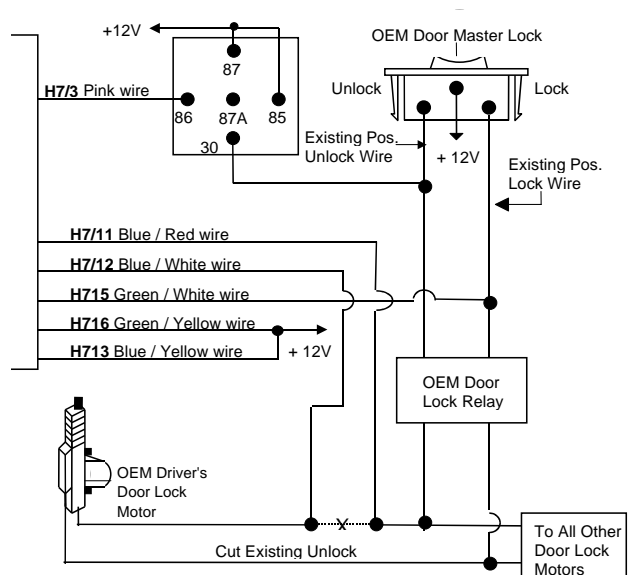 +12V
OEM Door Master Lock
87
Unlock
Lock
H7/3 Pink wire
86
87A
85
30
Existing Pos.
Unlock Wire
+ 12V
Existing Pos.
Lock Wire
H7/11 Blue / Red wire
H7/12 Blue / White wire
H715 Green / White wire
H716 Green / Yellow wire
H713 Blue / Yellow wire
+ 12V
OEM Door
Lock Relay
OEM Driver's
Door Lock
Motor
X
Cut Existing Unlock
To All Other
Door Lock
Motors